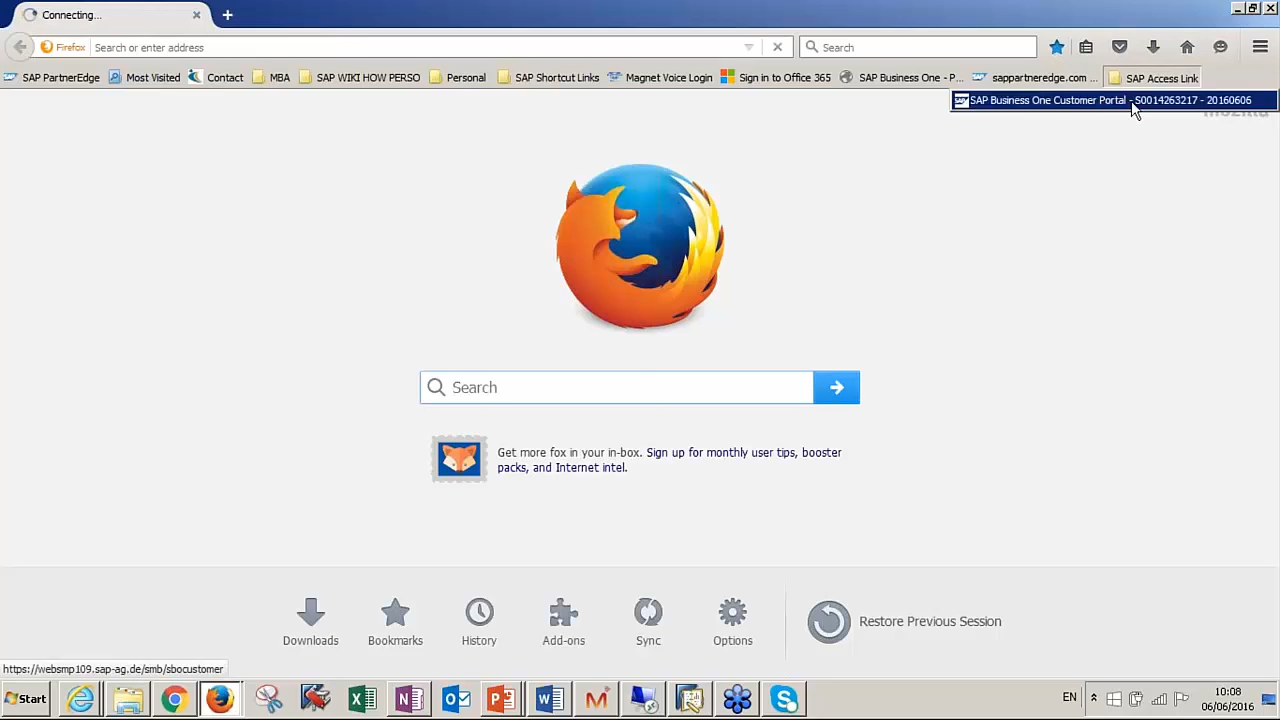 Connecting...
Firefox
Search or enter address
Search
SAP PartnerEdge
Most Visited
Contact
MBA
SAP WIKI HOW PERSO
Personal
SAP Shortcut Links
Magnet Voice Login
Sign in to Office 365
SAP Business One - P...
sappartneredge.com ...
SAP Access Link
SAP Business One Customer Portal - S0014263217 - 20160606
mozilla
Search
Get more fox in your in-box. Sign up for monthly user tips, booster
packs, and Internet intel.
Downloads
Bookmarks
History
Add-ons
Sync
Options
Restore Previous Session
https://websmp109.sap-ag.de/smb/sbocustomer
Start
EN
10:08
06/06/2016